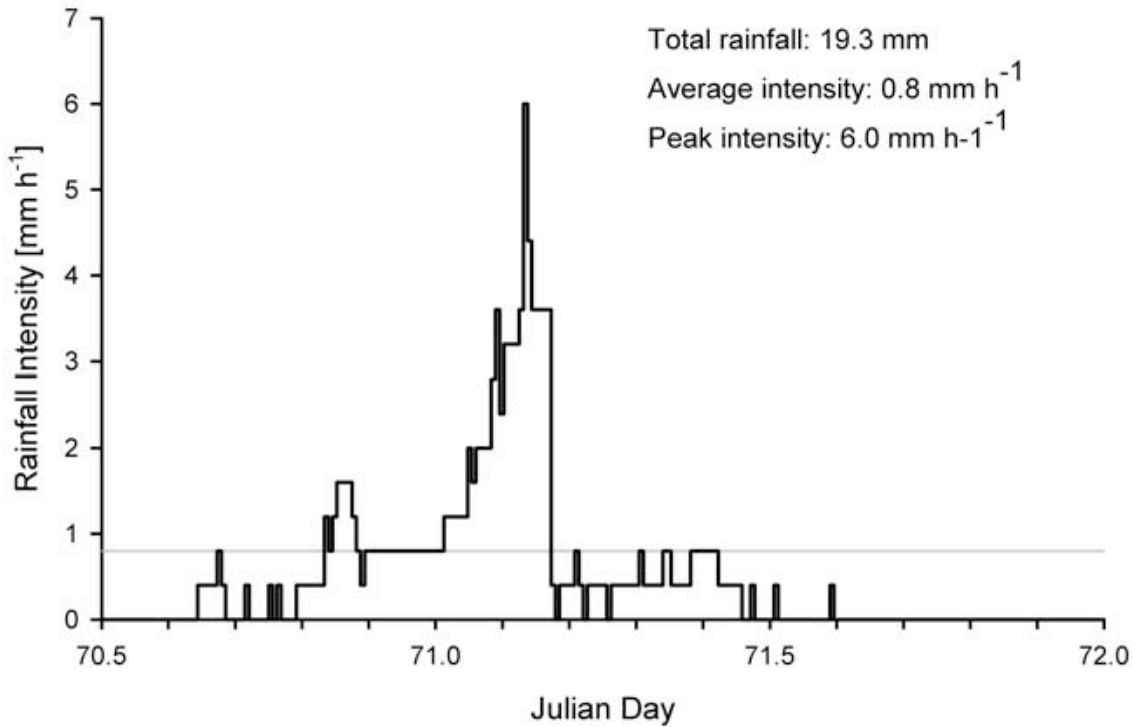 Total rainfall: 19.3 mm
Average intensity: 0.8 mm h-1
Peak intensity: 6.0 mm h-1-1
Rainfall Intensity [mm h-1]
7
6
5
4
3
2
1
0
70.5 71.0 71.5 72.0
Julian Day